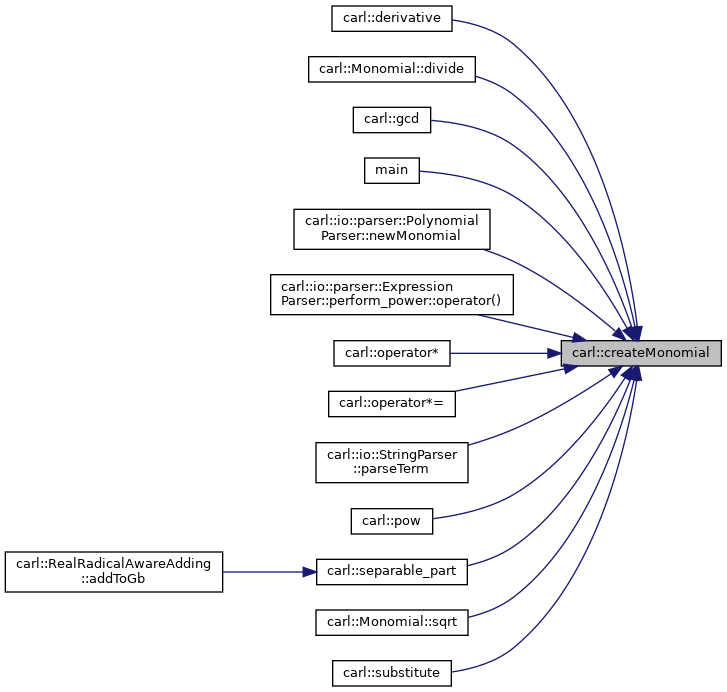 carl::derivative
carl::Monomial::divide
carl::gcd
main
carl::io::parser::Polynomial
Parser::newMonomial
carl::io::parser::Expression
Parser::perform_power::operator()
carl::createMonomial
carl::operator*
carl::operator*=
carl::io::StringParser
::parseTerm
carl::pow
carl::RealRadicalAwareAdding
::addToGb
carl::separable_part
carl::Monomial::sqrt
carl::substitute